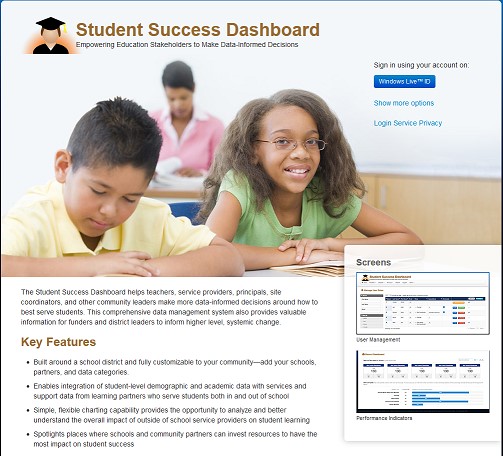 Student Success Dashboard
Empowering Education Stakeholders to Make Data-Informed Decisions
Sign in using your account on:
Windows Live™ ID
Show more options
Login Service Privacy
The Student Success Dashboard helps teachers, service providers, principals, site
coordinators, and other community leaders make more data-informed decisions around how to
best serve students. This comprehensive data management system also provides valuable
information for funders and district leaders to inform higher level, systemic change.
Key Features
Built around a school district and fully customizable to your community—add your schools,
partners, and data categories.
Enables integration of student-level demographic and academic data with services and
support data from learning partners who serve students both in and out of school
Simple, flexible charting capability provides the opportunity to analyze and better
understand the overall impact of outside of school service providers on student learning
Spotlights places where schools and community partners can invest resources to have the
most impact on student success
Screens
Student Success Dashboard
User Management
Performance Indicators